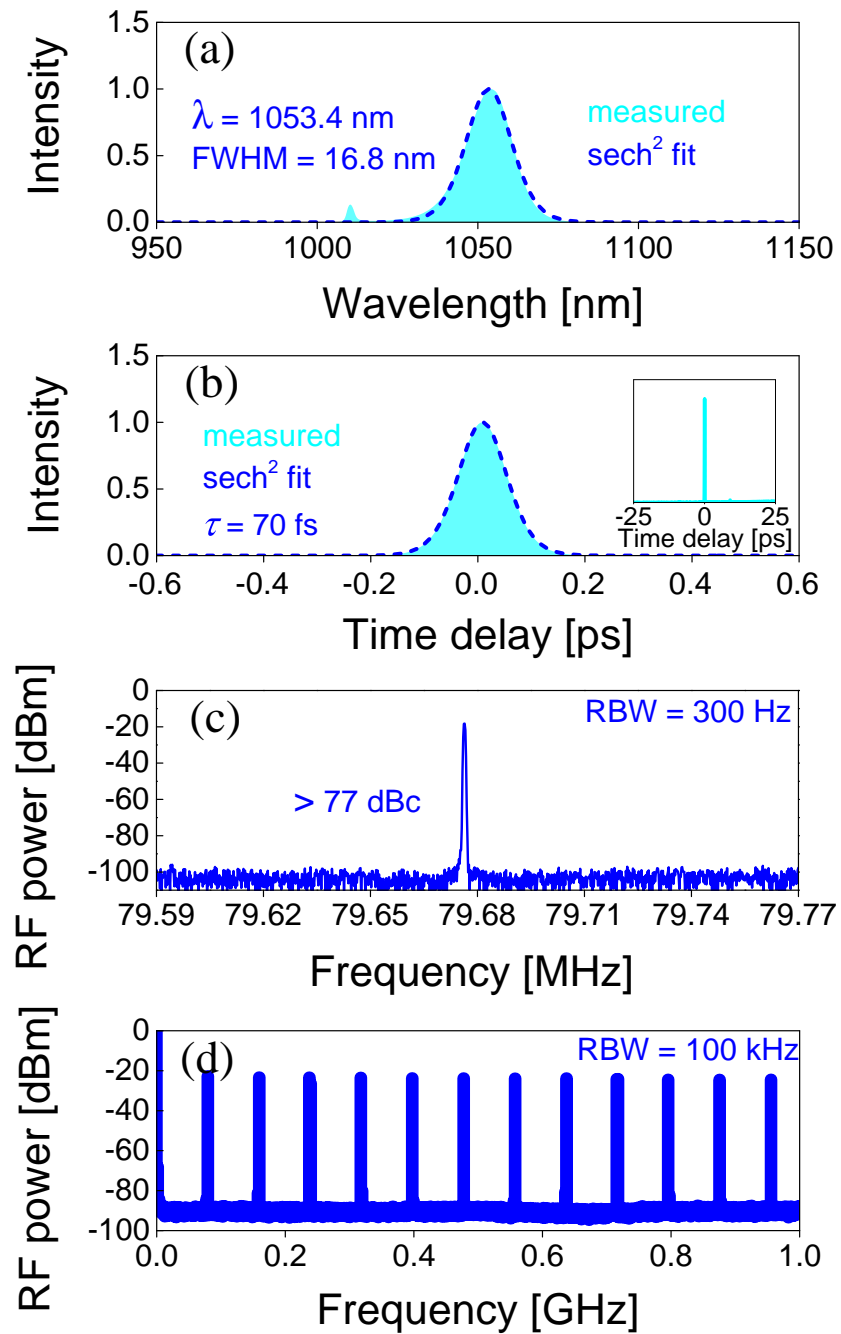 (a)
Intensity
1.5
1.0
0.5
0.0
λ = 1053.4 nm
FWHM = 16.8 nm
measured
sech² fit
950 1000 1050 1100 1150
Wavelength [nm]
(b)
Intensity
1.5
1.0
0.5
0.0
measured
sech² fit
τ = 70 fs
-25 0 25
Time delay [ps]
-0.6 -0.4 -0.2 0.0 0.2 0.4 0.6
Time delay [ps]
(c)
RF power [dBm]
0
-20
-40
-60
-80
-100
RBW = 300 Hz
> 77 dBc
79.59 79.62 79.65 79.68 79.71 79.74 79.77
Frequency [MHz]
(d)
RF power [dBm]
0
-20
-40
-60
-80
-100
RBW = 100 kHz
0.0 0.2 0.4 0.6 0.8 1.0
Frequency [GHz]